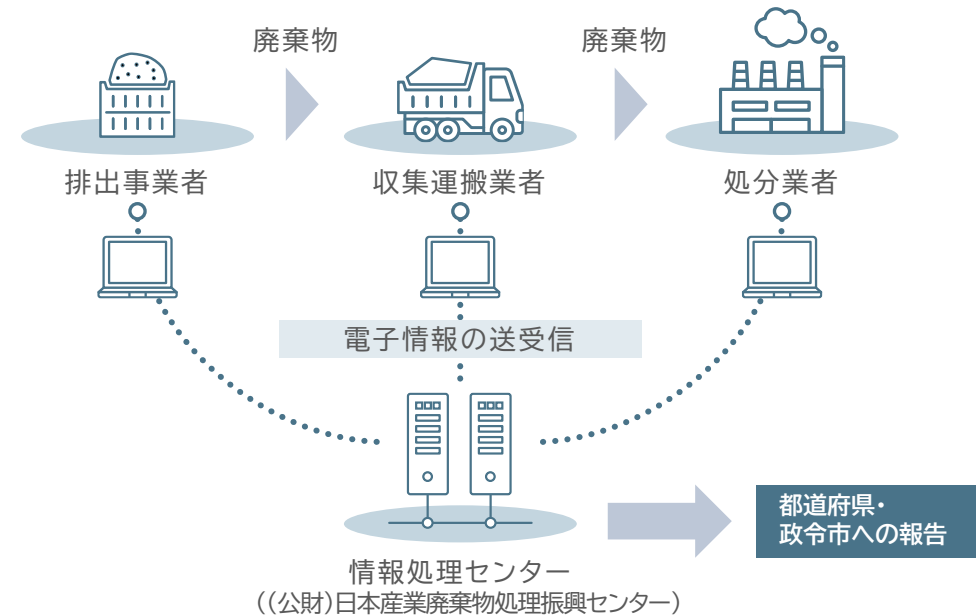 廃棄物
廃棄物
排出事業者
収集運搬業者
処分業者
電子情報の送受信
都道府県・
政令市への報告
情報処理センター
((公財)日本産業廃棄物処理振興センター)